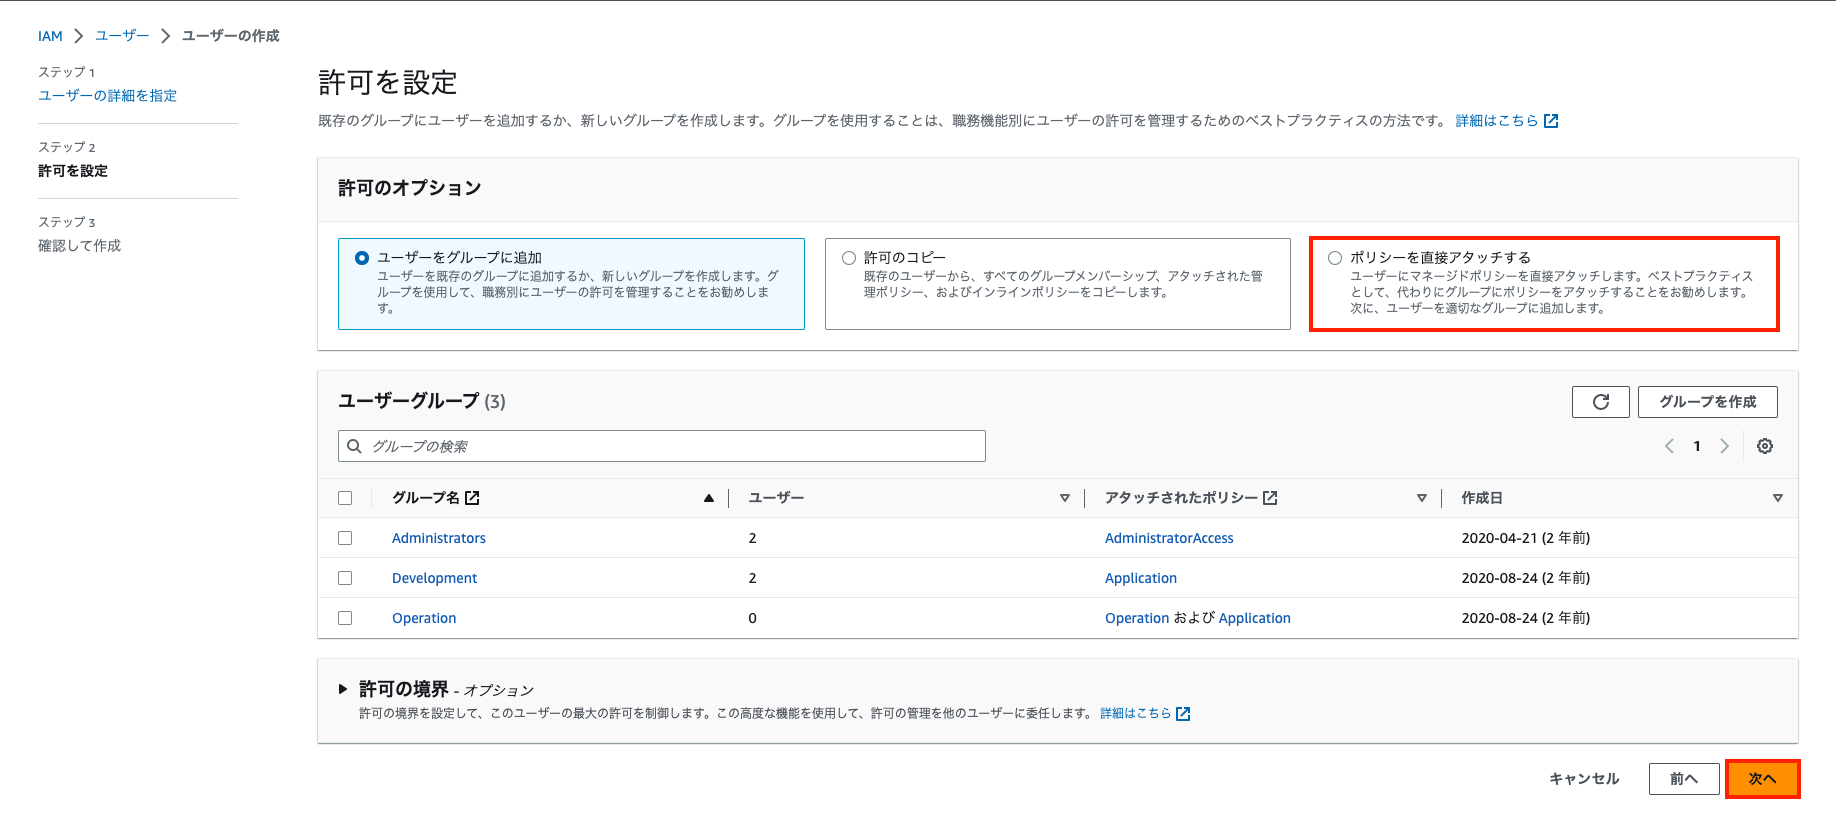 IAM ユーザー ユーザーの作成
ステップ 1
ユーザーの詳細を指定
ステップ 2
許可を設定
ステップ 3
確認して作成
許可を設定
既存のグループにユーザーを追加するか、新しいグループを作成します。グループを使用することは、職務機能別にユーザーの許可を管理するためのベストプラクティスの方法です。 詳細はこちら
許可のオプション
ユーザーをグループに追加
ユーザーを既存のグループに追加するか、新しいグループを作成します。グ
ループを使用して、職務別にユーザーの許可を管理することをお勧めしま
す。
許可のコピー
既存のユーザーから、すべてのグループメンバーシップ、アタッチされた管
理ポリシー、およびインラインポリシーをコピーします。
ポリシーを直接アタッチする
ユーザーにマネージドポリシーを直接アタッチします。ベストプラクティス
として、代わりにグループにポリシーをアタッチすることをお勧めします。
次に、ユーザーを適切なグループに追加します。
ユーザーグループ (3)
グループを作成
グループの検索
1
グループ名 ユーザー アタッチされたポリシー 作成日
Administrators 2 AdministratorAccess 2020-04-21 (2 年前)
Development 2 Application 2020-08-24 (2 年前)
Operation 0 Operation および Application 2020-08-24 (2 年前)
許可の境界 - オプション
許可の境界を設定して、このユーザーの最大の許可を制御します。この高度な機能を使用して、許可の管理を他のユーザーに委任します。 詳細はこちら
キャンセル 前へ 次へ